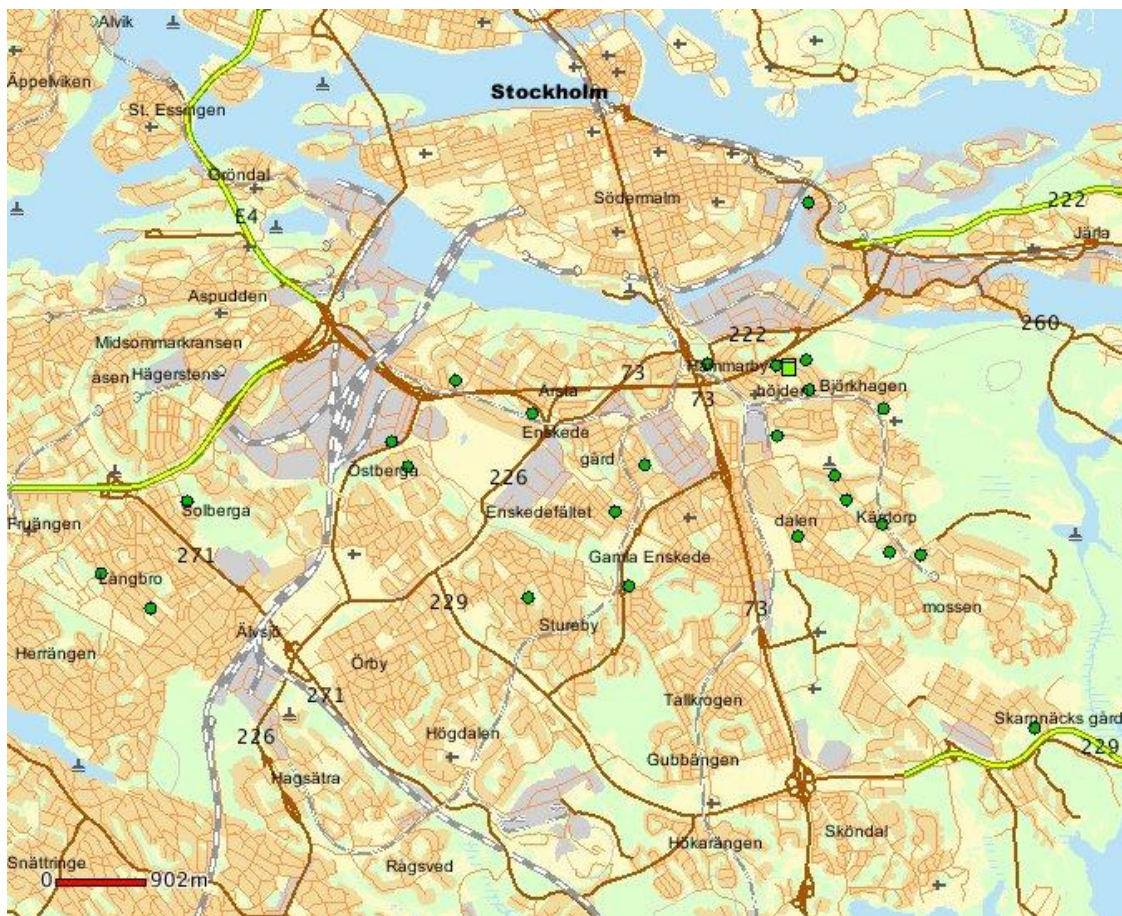 Alvik
Äppelviken
St. Essingen
Stockholm
Gröndal
Södermalm
E4
222
Järla
Aspudden
260
Midsommarkransen
222
Hägerstens-
åsen
73
Hammarby
höjden
Björkhagen
Årsta
73
Enskede
gård
Östberga
226
Solberga
Enskedefältet
Kärrtorp
dalen
Fruängen
271
Gamla Enskede
Långbro
229
73
mossen
Stureby
Älvsjö
Herrängen
Örby
271
Tallkrogen
Skarpnäcks gård
226
Högdalen
229
Gubbängen
Hagsätra
Sköndal
Hökarängen
Snättringe
Rågsved
0 902m